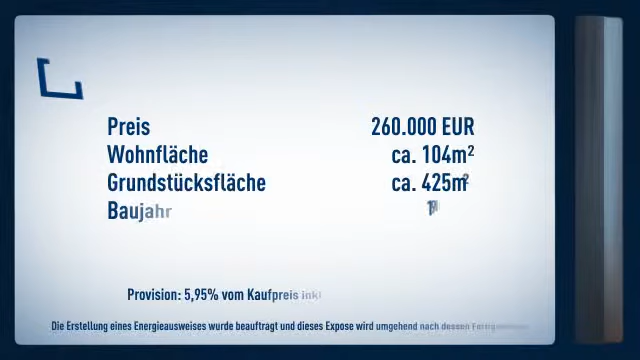 Preis 260.000 EUR
Wohnfläche ca. 104m²
Grundstücksfläche ca. 425m²
Baujahr
Provision: 5,95% vom Kaufpreis inkl
Die Erstellung eines Energieausweises wurde beauftragt und dieses Expose wird umgehend nach dessen